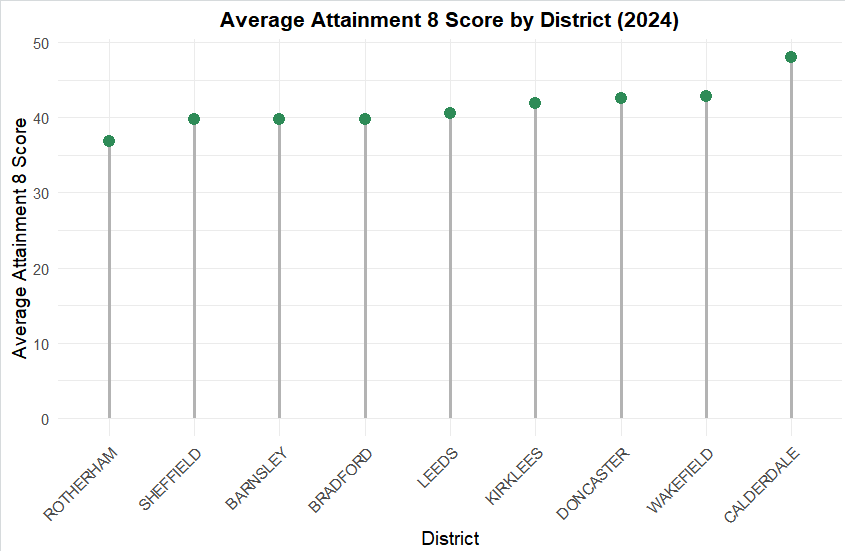 Average Attainment 8 Score by District (2024)
Average Attainment 8 Score
50
40
30
20
10
0
ROTHERHAM
SHEFFIELD
BARNSLEY
BRADFORD
LEEDS
KIRKLEES
DONCASTER
WAKEFIELD
CALDERDALE
District